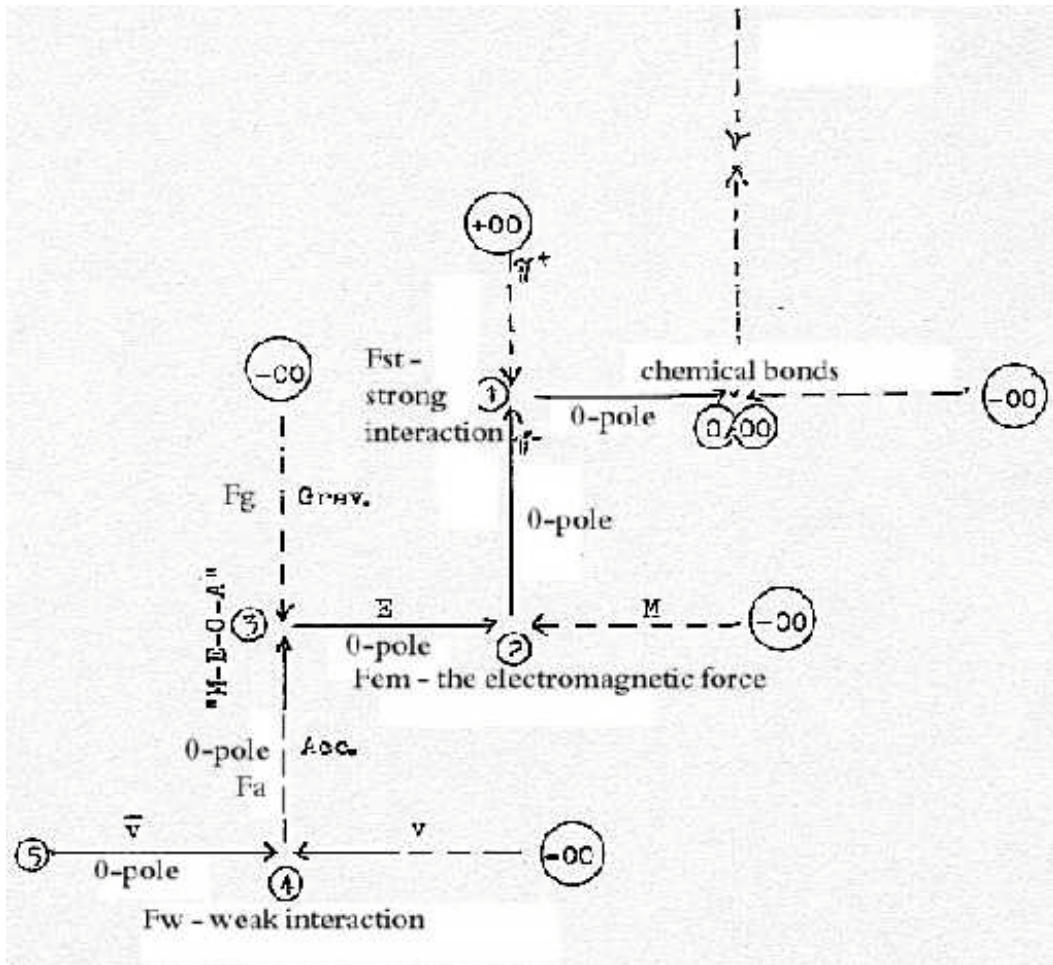 +00
π+
-00
Fst -
strong
interaction
1
chemical bonds
0-pole
-00
0/00
π-
Fg
Grav.
0-pole
"M-E-O-A"
3
E
0-pole
M
-00
2
Fem - the electromagnetic force
0-pole
Acc.
Fa
5
v̅
0-pole
v
-00
4
Fw - weak interaction